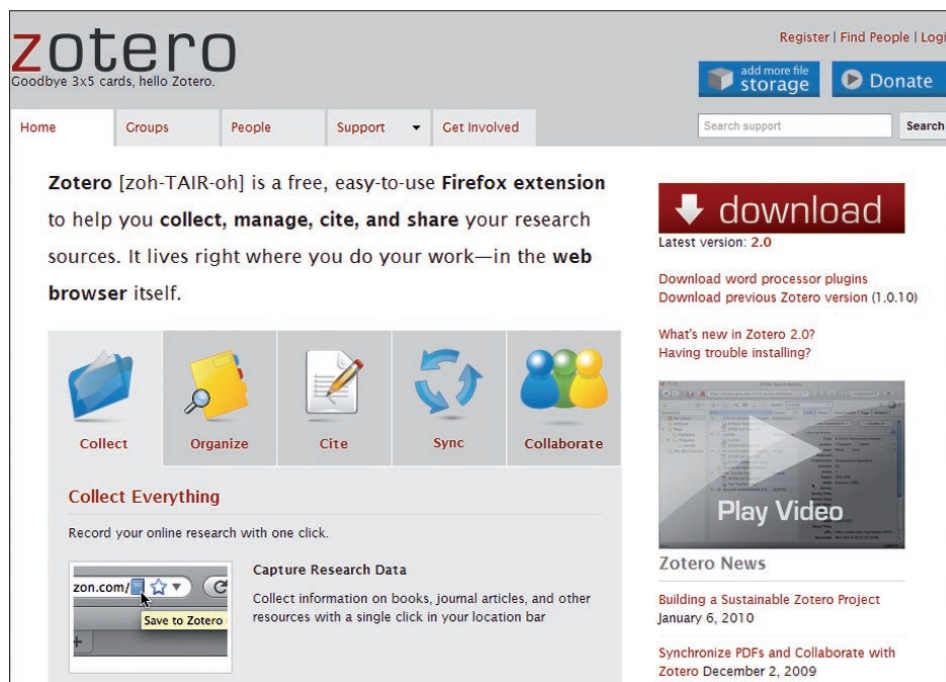 zotero
Goodbye 3x5 cards, hello Zotero.
Register | Find People | Logi
add more file
storage
Donate
Home
Groups
People
Support
Get Involved
Search support
Search
Zotero [zoh-TAIR-oh] is a free, easy-to-use Firefox extension
to help you collect, manage, cite, and share your research
sources. It lives right where you do your work—in the web
browser itself.
Collect
Organize
Cite
Sync
Collaborate
Collect Everything
Record your online research with one click.
zon.com/
Save to Zotero
Capture Research Data
Collect information on books, journal articles, and other
resources with a single click in your location bar
download
Latest version: 2.0
Download word processor plugins
Download previous Zotero version (1.0.10)
What's new in Zotero 2.0?
Having trouble installing?
Play Video
Zotero News
Building a Sustainable Zotero Project
January 6, 2010
Synchronize PDFs and Collaborate with
Zotero December 2, 2009